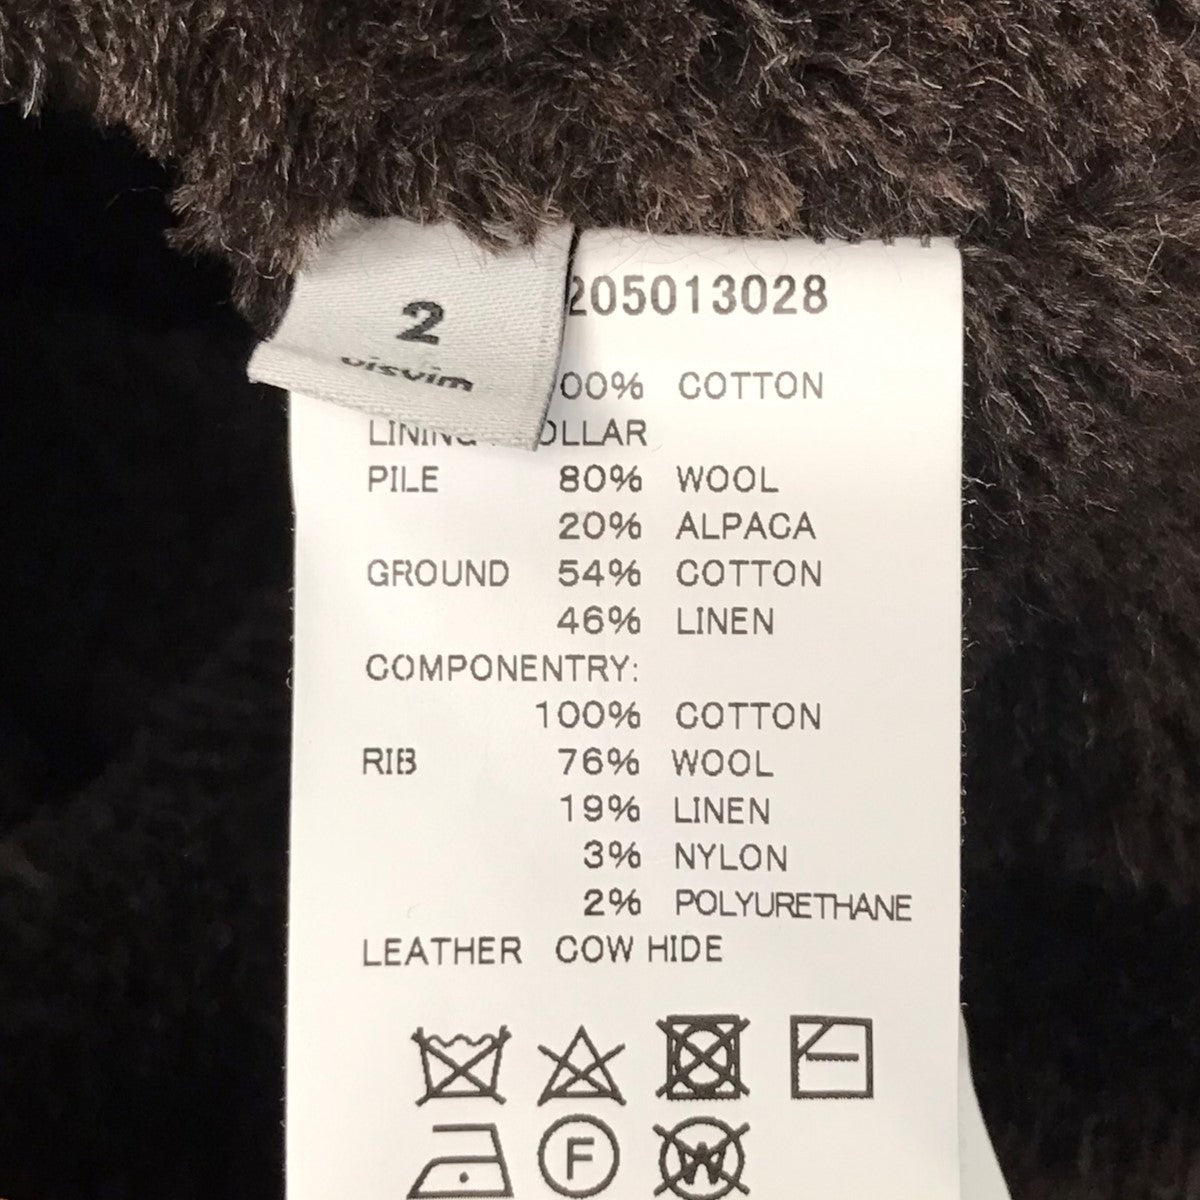 2
visvim
205013028
00% COTTON
LINING OLLAR
PILE 80% WOOL
20% ALPACA
GROUND 54% COTTON
46% LINEN
COMPONENTRY:
100% COTTON
RIB 76% WOOL
19% LINEN
3% NYLON
2% POLYURETHANE
LEATHER COW HIDE
F
W